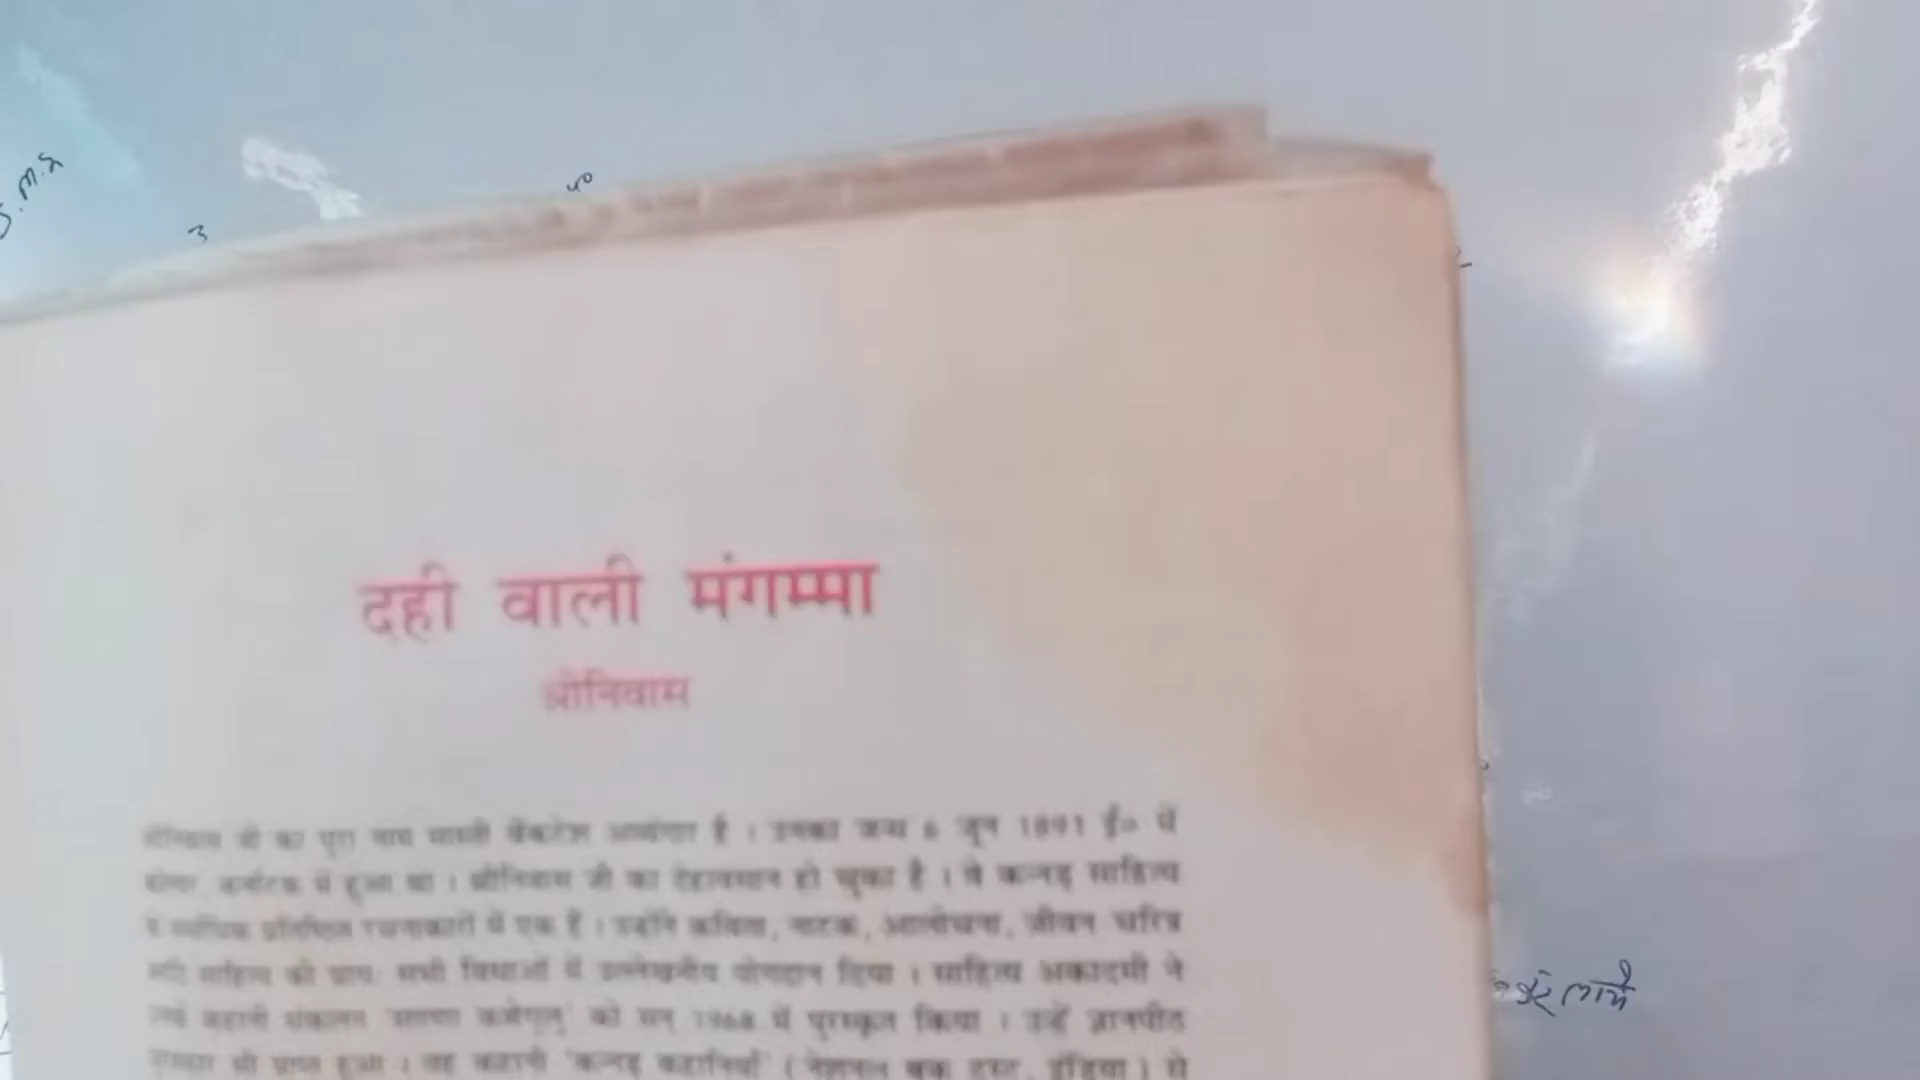 दही वाली मंगम्मा
श्रीनिवास
श्रीनिवास जी का पूरा नाम मास्ती वेंकटेश अय्यंगार है । उनका जन्म 6 जून 1891 ई० में
कोलार, कर्नाटक में हुआ था । श्रीनिवास जी का देहावसान हो चुका है । वे कन्नड़ साहित्य
के सर्वाधिक प्रतिष्ठित रचनाकारों में एक हैं । उन्होंने कविता, नाटक, आलोचना, जीवन-चरित्र
आदि साहित्य की प्रायः सभी विधाओं में उल्लेखनीय योगदान दिया । साहित्य अकादमी ने
उनके कहानी संकलन को सन् 1968 में पुरस्कृत किया । उन्हें ज्ञानपीठ
पुरस्कार भी प्राप्त हुआ । यह कहानी 'कन्नड़ कहानियाँ' ( नेशनल बुक ट्रस्ट, इंडिया ) से